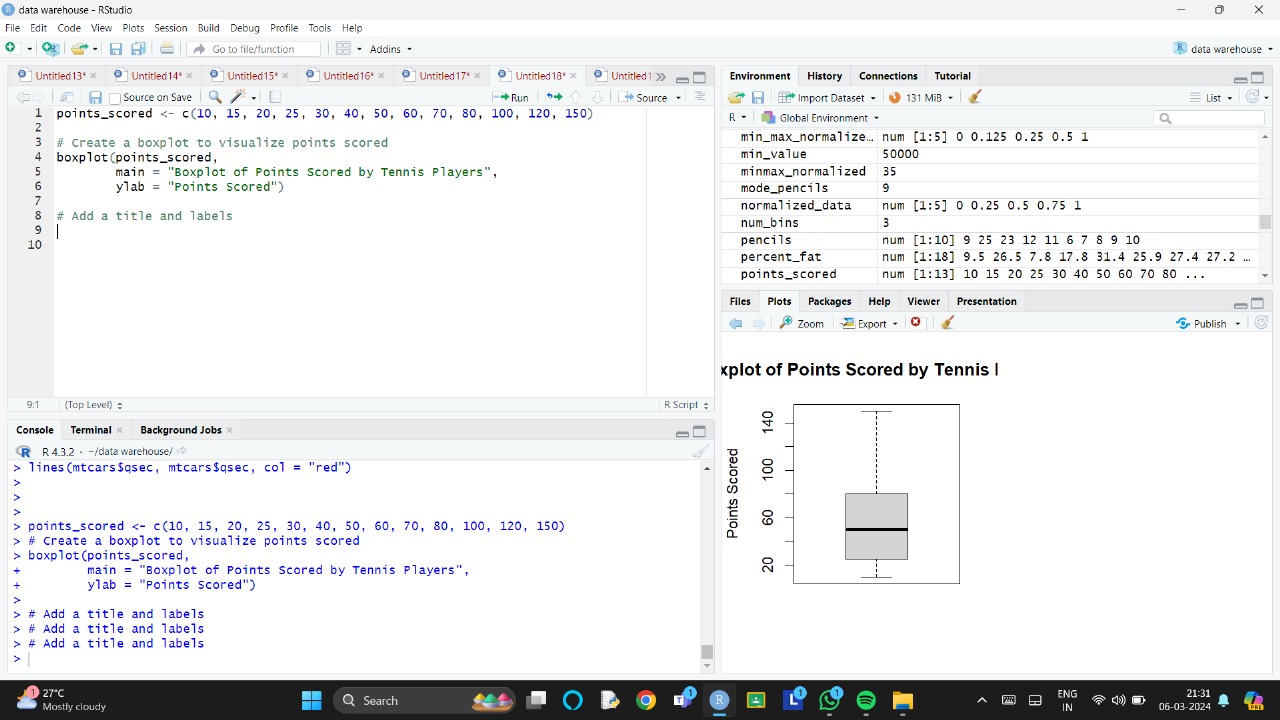 data warehouse - RStudio
File Edit Code View Plots Session Build Debug Profile Tools Help
Go to file/function Addins data warehouse
Untitled13* Untitled14* Untitled15* Untitled16* Untitled17* Untitled18* Untitled1
Source on Save Run Source
1 points_scored <- c(10, 15, 20, 25, 30, 40, 50, 60, 70, 80, 100, 120, 150)
2
3 # Create a boxplot to visualize points scored
4 boxplot(points_scored,
5 main = "Boxplot of Points Scored by Tennis Players",
6 ylab = "Points Scored")
7
8 # Add a title and labels
9
10
9:1 (Top Level) R Script
Console Terminal Background Jobs
R 4.3.2 · ~/data warehouse/
> lines(mtcars$qsec, mtcars$qsec, col = "red")
>
>
>
> points_scored <- c(10, 15, 20, 25, 30, 40, 50, 60, 70, 80, 100, 120, 150)
> # Create a boxplot to visualize points scored
> boxplot(points_scored,
+ main = "Boxplot of Points Scored by Tennis Players",
+ ylab = "Points Scored")
>
> # Add a title and labels
> # Add a title and labels
> # Add a title and labels
>
Environment History Connections Tutorial
Import Dataset 131 MiB List
R Global Environment
min_max_normalize… num [1:5] 0 0.125 0.25 0.5 1
min_value 50000
minmax_normalized 35
mode_pencils 9
normalized_data num [1:5] 0 0.25 0.5 0.75 1
num_bins 3
pencils num [1:10] 9 25 23 12 11 6 7 8 9 10
percent_fat num [1:18] 9.5 26.5 7.8 17.8 31.4 25.9 27.4 27.2 …
points_scored num [1:13] 10 15 20 25 30 40 50 60 70 80 ...
Files Plots Packages Help Viewer Presentation
Zoom Export Publish
xplot of Points Scored by Tennis
Points Scored
140
100
60
20
1 27°C
Mostly cloudy
Search
1
1
1
ENG
IN
21:31
06-03-2024
PRE